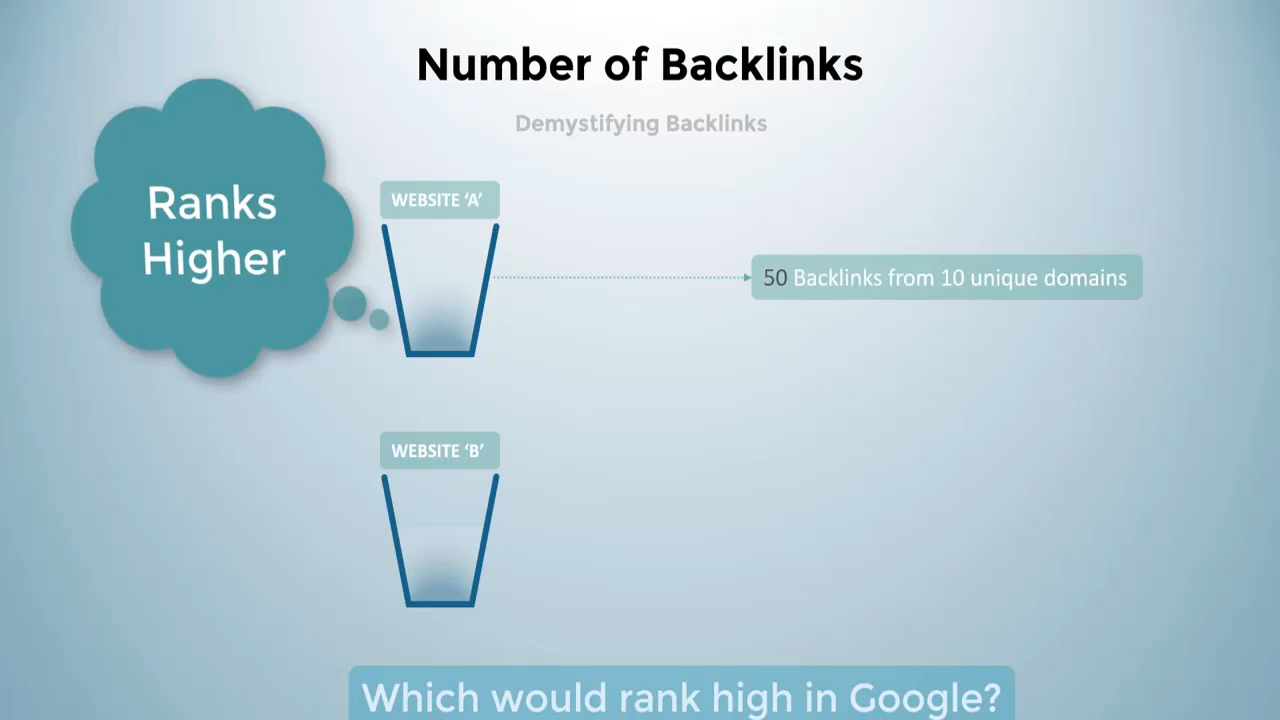 Number of Backlinks
Demystifying Backlinks
Ranks
Higher
WEBSITE ‘A’
50 Backlinks from 10 unique domains
WEBSITE ‘B’
Which would rank high in Google?